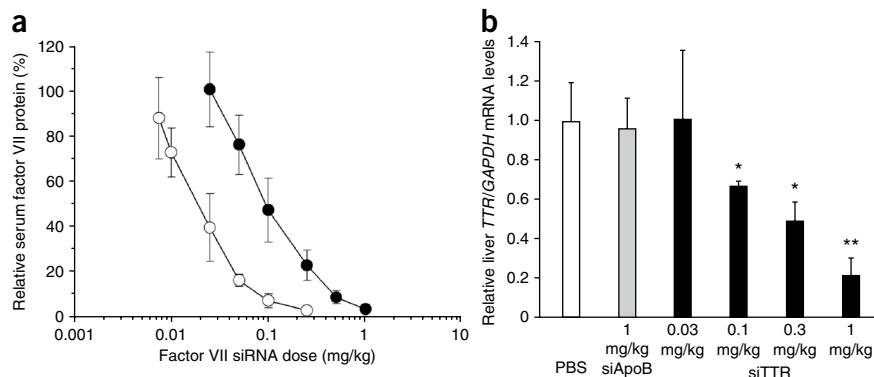 a
Relative serum factor VII protein (%)
120
100
80
60
40
20
0
0.001
0.01
0.1
1
10
Factor VII siRNA dose (mg/kg)
b
Relative liver TTR/GAPDH mRNA levels
1.4
1.2
1.0
0.8
0.6
0.4
0.2
0
*
*
**
1 0.03 0.1 0.3 1
mg/kg mg/kg mg/kg mg/kg mg/kg
PBS siApoB siTTR